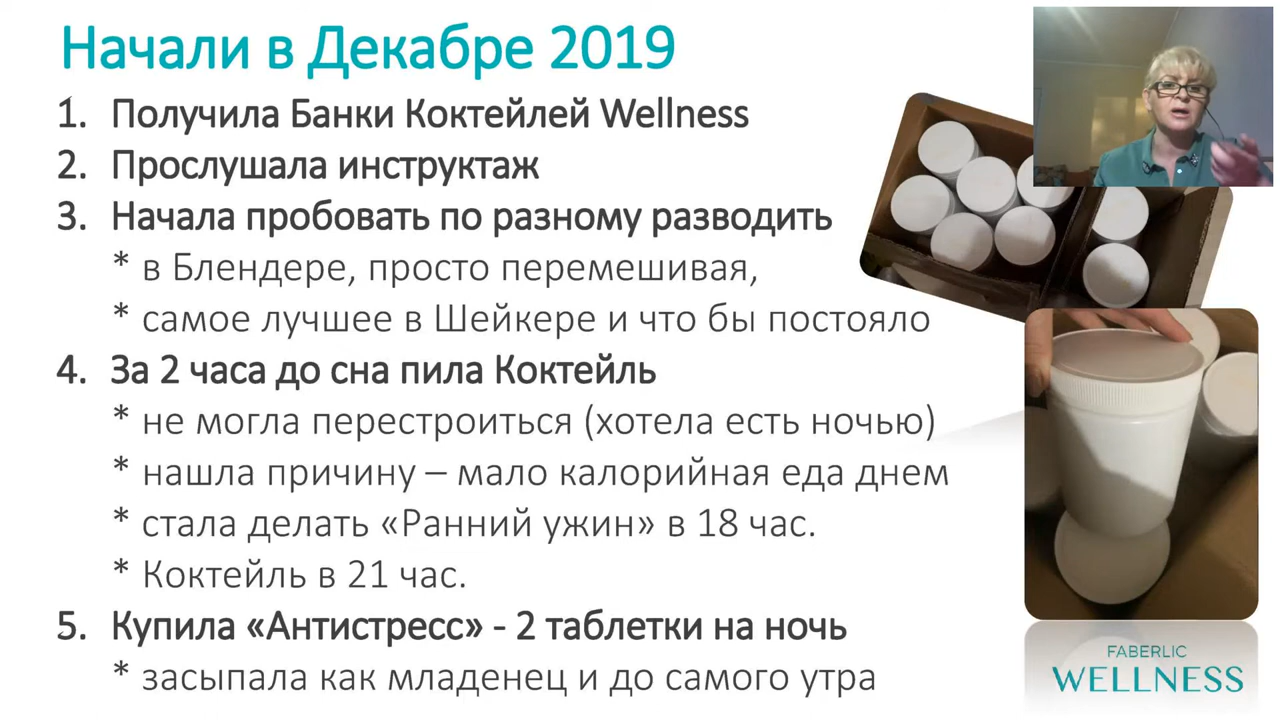 Начали в Декабре 2019
1. Получила Банки Коктейлей Wellness
2. Прослушала инструктаж
3. Начала пробовать по разному разводить
* в Блендере, просто перемешивая,
* самое лучшее в Шейкере и что бы постояло
4. За 2 часа до сна пила Коктейль
* не могла перестроиться (хотела есть ночью)
* нашла причину – мало калорийная еда днем
* стала делать «Ранний ужин» в 18 час.
* Коктейль в 21 час.
5. Купила «Антистресс» - 2 таблетки на ночь
* засыпала как младенец и до самого утра
FABERLIC
WELLNESS